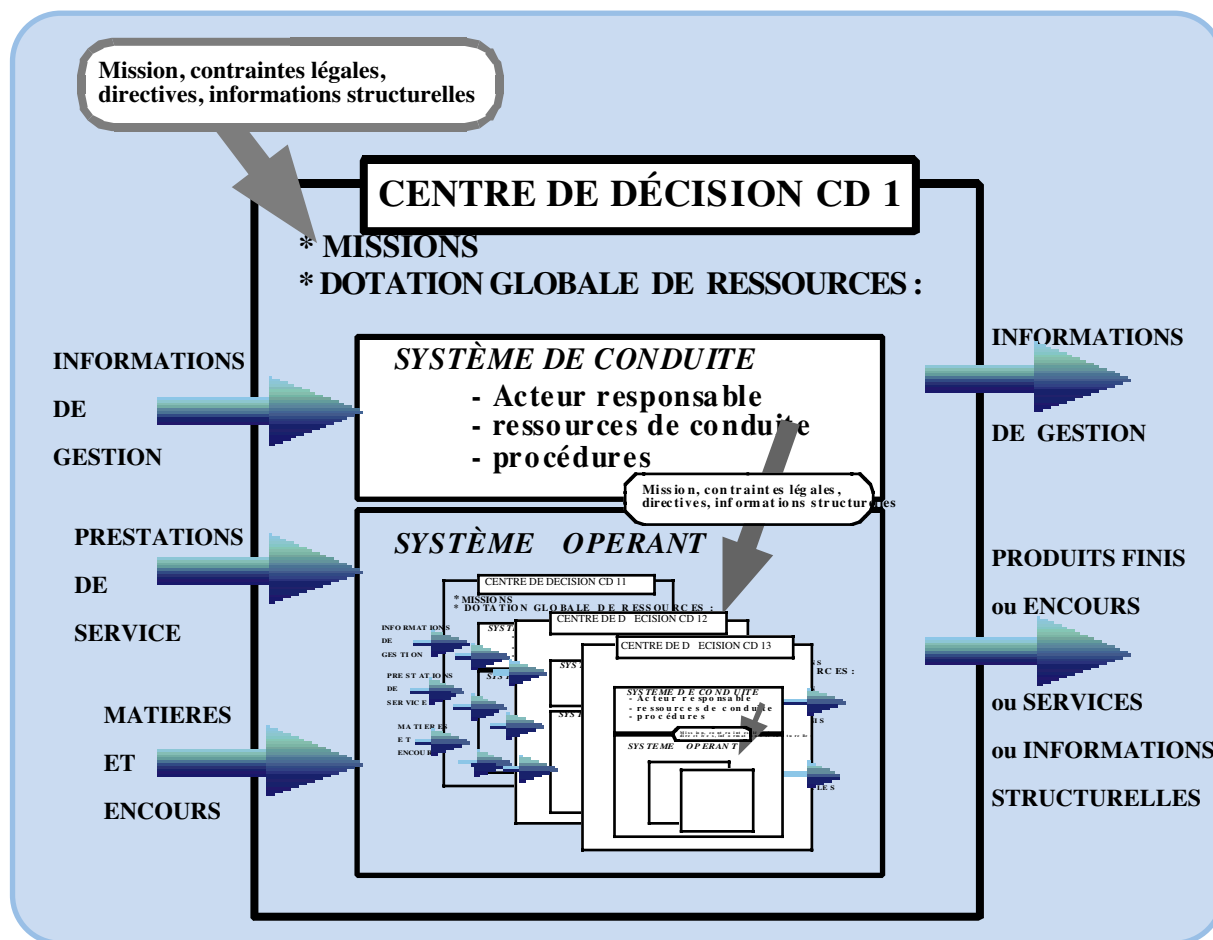 Mission, contraintes légales,
directives, informations structurelles
CENTRE DE DÉCISION CD 1
* MISSIONS
* DOTATION GLOBALE DE RESSOURCES :
INFORMATIONS
DE
GESTION
PRESTATIONS
DE
SERVICE
MATIERES
ET
ENCOURS
SYSTÈME DE CONDUITE
- Acteur responsable
- ressources de conduite
- procédures
Mission, contraintes légales,
directives, informations structurelles
SYSTÈME OPERANT
CENTRE DE DECISION CD 11
* MISSIONS
* DOTATION GLOBALE DE RESSOURCES :
CENTRE DE D ECISION CD 12
CENTRE DE D ECISION CD 13
INFORMATIONS
DE
GESTION
PRESTATIONS
DE
SERVICE
MATIERES
ET
RCES :
SYSTEME DE CONDUITE
- Acteur responsable
- ressources de conduite
- procédures
SYSTEME OPERANT
INFORMATIONS
DE GESTION
PRODUITS FINIS
ou ENCOURS
ou SERVICES
ou INFORMATIONS
STRUCTURELLES